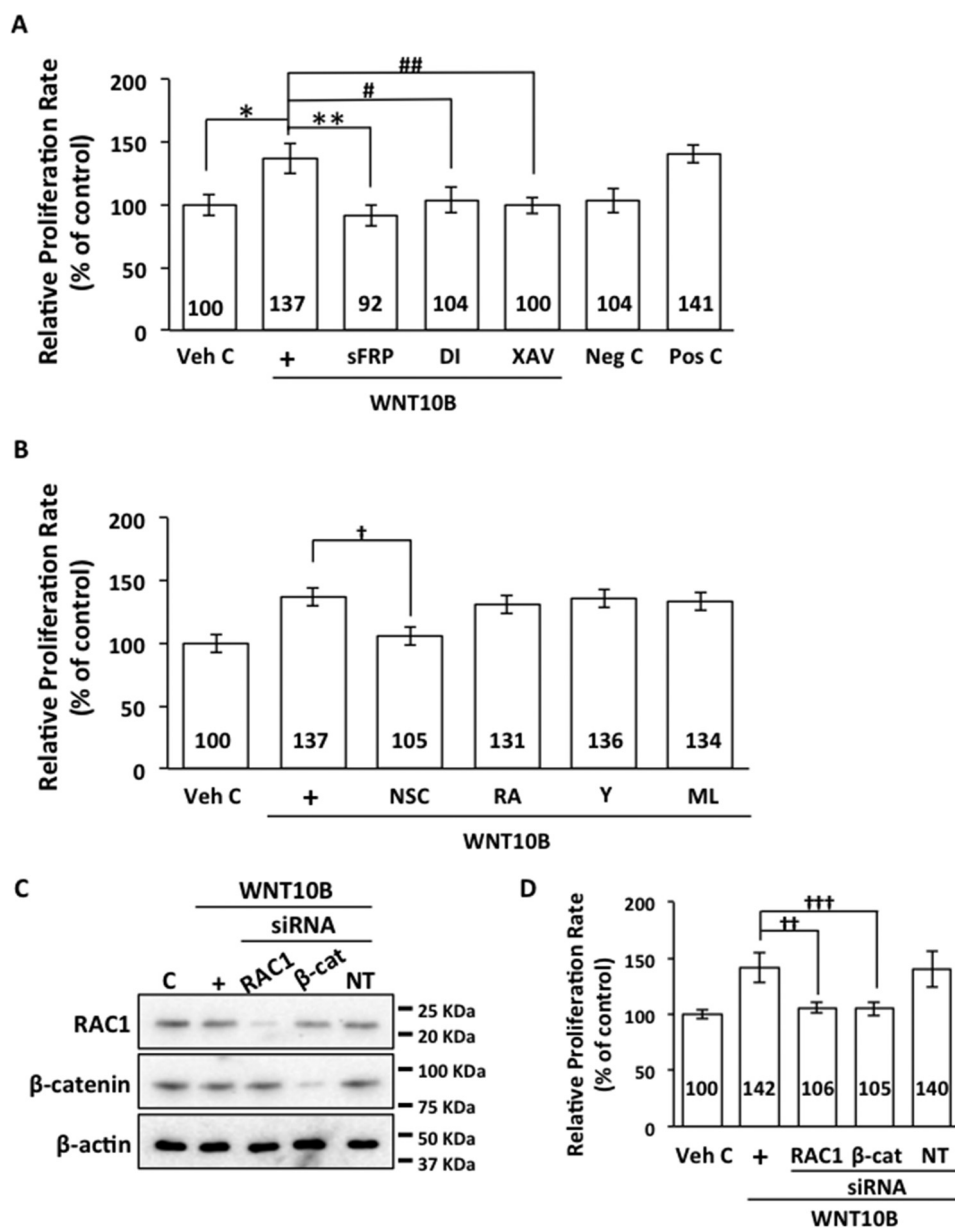 A
Relative Proliferation Rate
(% of control)
200
150
100
50
0
*
**
#
##
100
137
92
104
100
104
141
Veh C + sFRP DI XAV Neg C Pos C
WNT10B
B
Relative Proliferation Rate
(% of control)
200
150
100
50
0
†
100
137
105
131
136
134
Veh C + NSC RA Y ML
WNT10B
C
WNT10B
siRNA
C + RAC1 β-cat NT
RAC1
25 KDa
20 KDa
β-catenin
100 KDa
75 KDa
β-actin
50 KDa
37 KDa
D
Relative Proliferation Rate
(% of control)
200
150
100
50
0
†††
††
100
142
106
105
140
Veh C + RAC1 β-cat NT
siRNA
WNT10B